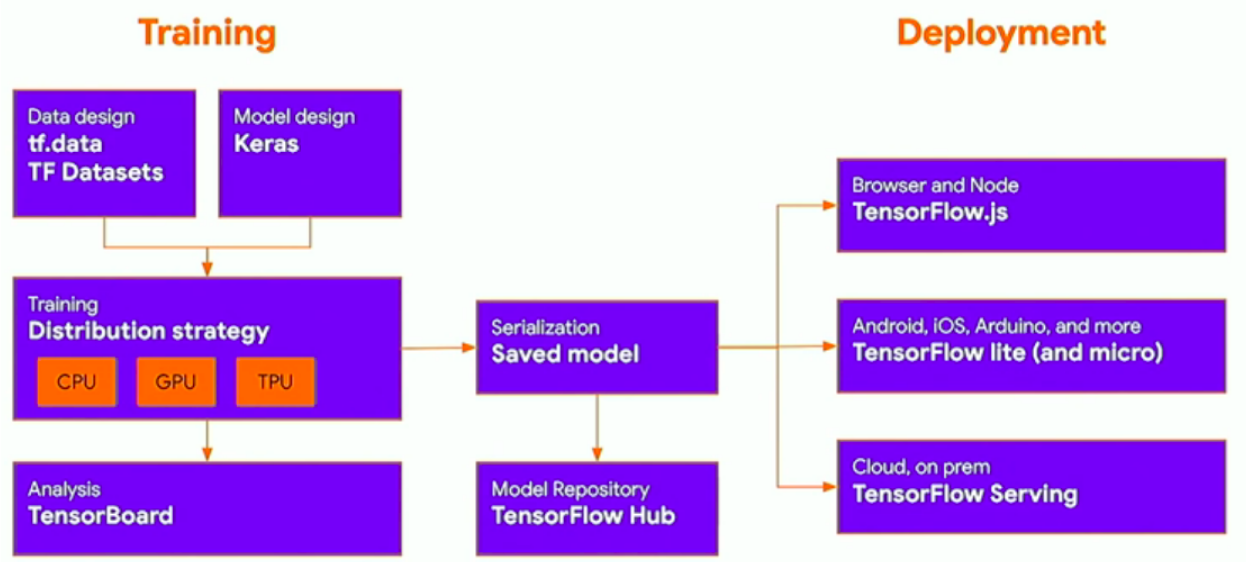 Training
Deployment
Data design
tf.data
TF Datasets
Model design
Keras
Training
Distribution strategy
CPU
GPU
TPU
Analysis
TensorBoard
Serialization
Saved model
Model Repository
TensorFlow Hub
Browser and Node
TensorFlow.js
Android, iOS, Arduino, and more
TensorFlow lite (and micro)
Cloud, on prem
TensorFlow Serving